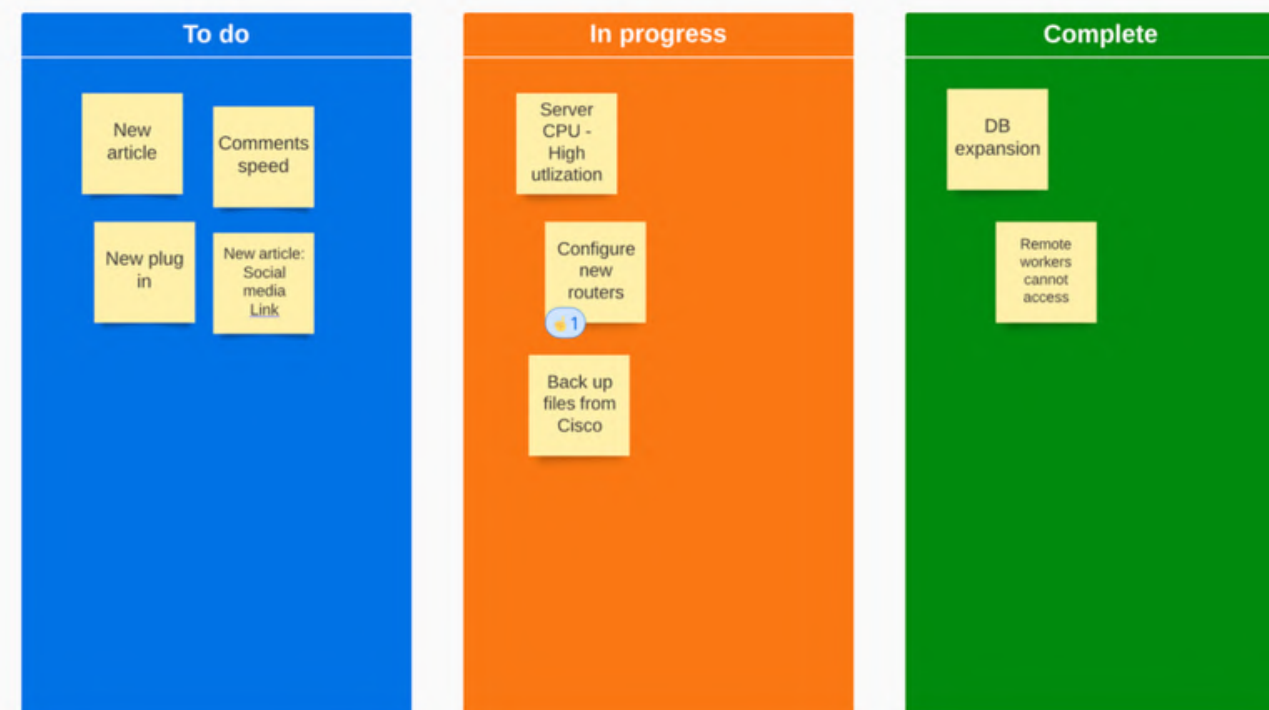 To do
New
article
Comments
speed
New plug
in
New article:
Social
media
Link
In progress
Server
CPU -
High
utlization
Configure
new
routers
1
Back up
files from
Cisco
Complete
DB
expansion
Remote
workers
cannot
access